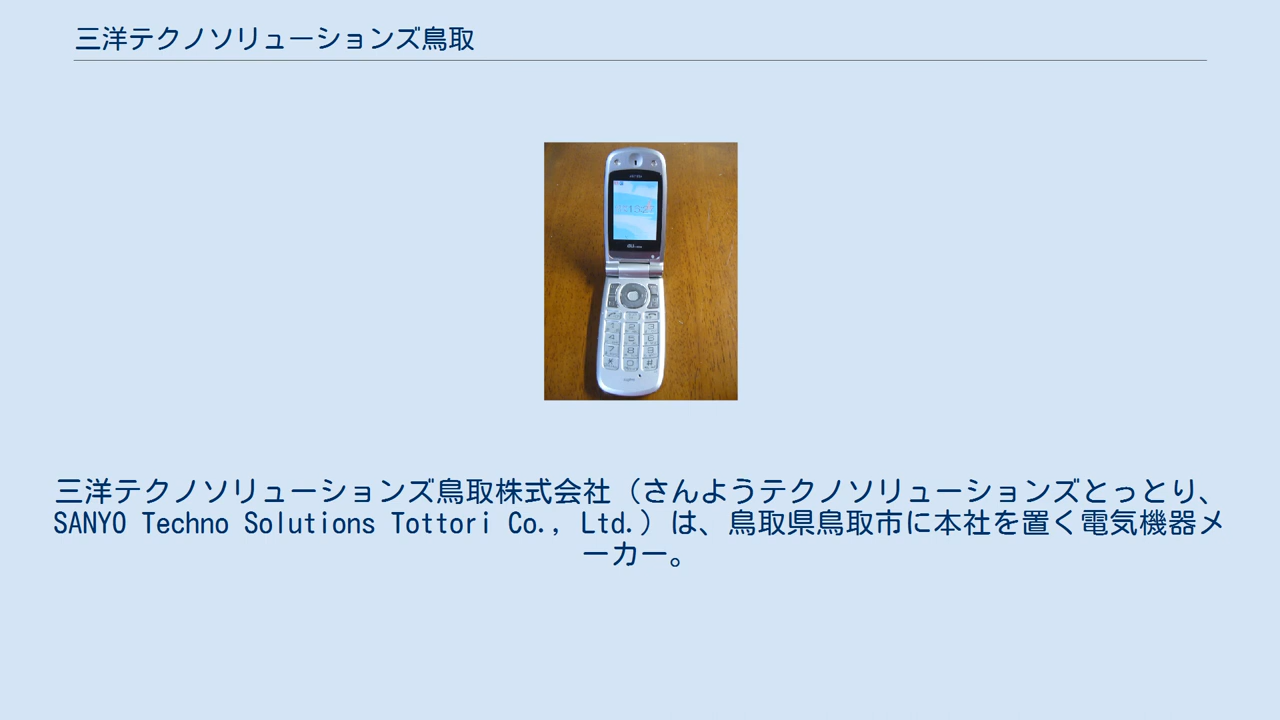 三洋テクノソリューションズ鳥取
三洋テクノソリューションズ鳥取株式会社（さんようテクノソリューションズとっとり、
SANYO Techno Solutions Tottori Co., Ltd.）は、鳥取県鳥取市に本社を置く電気機器メ
ーカー。